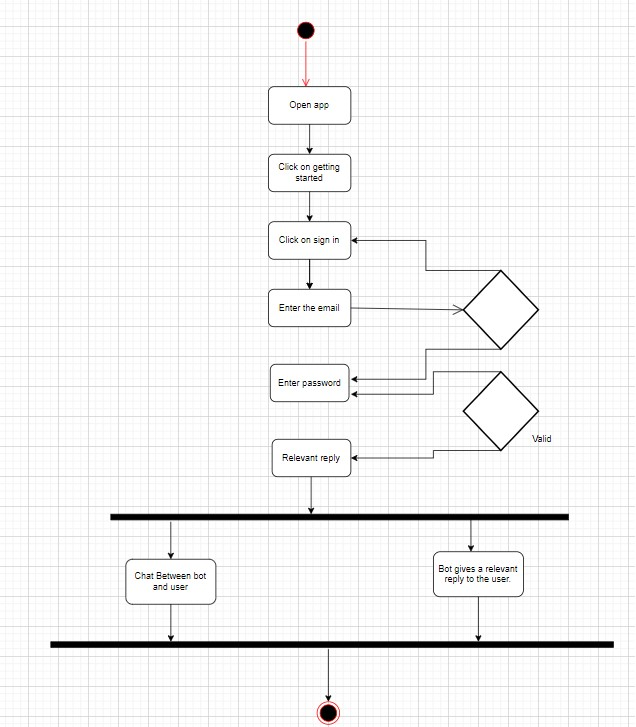 Open app
Click on getting
started
Click on sign in
Enter the email
Enter password
Valid
Relevant reply
Chat Between bot
and user
Bot gives a relevant
reply to the user.